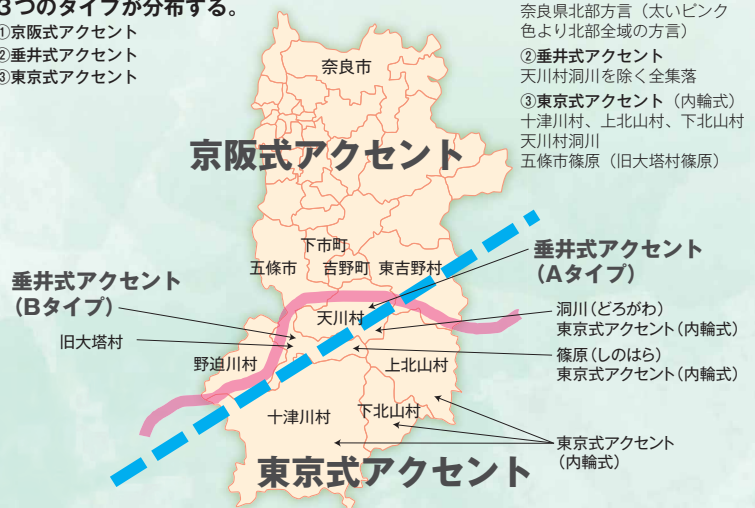 3つのタイプが分布する。
①京阪式アクセント
②垂井式アクセント
③東京式アクセント
奈良県北部方言（太いピンク
色より北部全域の方言）
②垂井式アクセント
天川村洞川を除く全集落
③東京式アクセント（内輪式）
十津川村、上北山村、下北山村
天川村洞川
五條市篠原（旧大塔村篠原）
奈良市
京阪式アクセント
下市町
五條市
吉野町
東吉野村
垂井式アクセント
（Aタイプ）
垂井式アクセント
（Bタイプ）
天川村
洞川（どろがわ）
東京式アクセント（内輪式）
旧大塔村
篠原（しのはら）
東京式アクセント（内輪式）
野迫川村
上北山村
十津川村
下北山村
東京式アクセント
（内輪式）
東京式アクセント